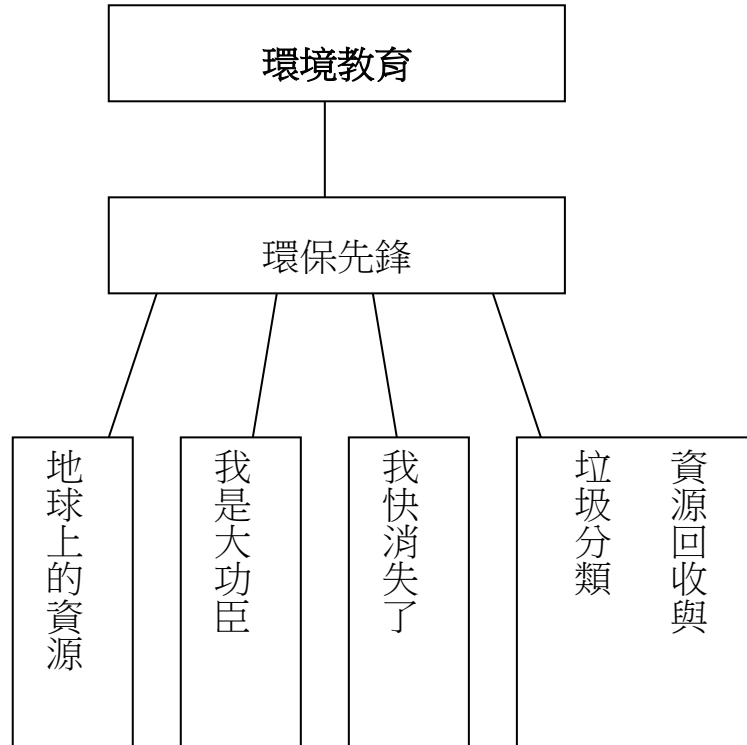 環境教育
環保先鋒
地球上的資源
我是大功臣
我快消失了
資源回收與
垃圾分類